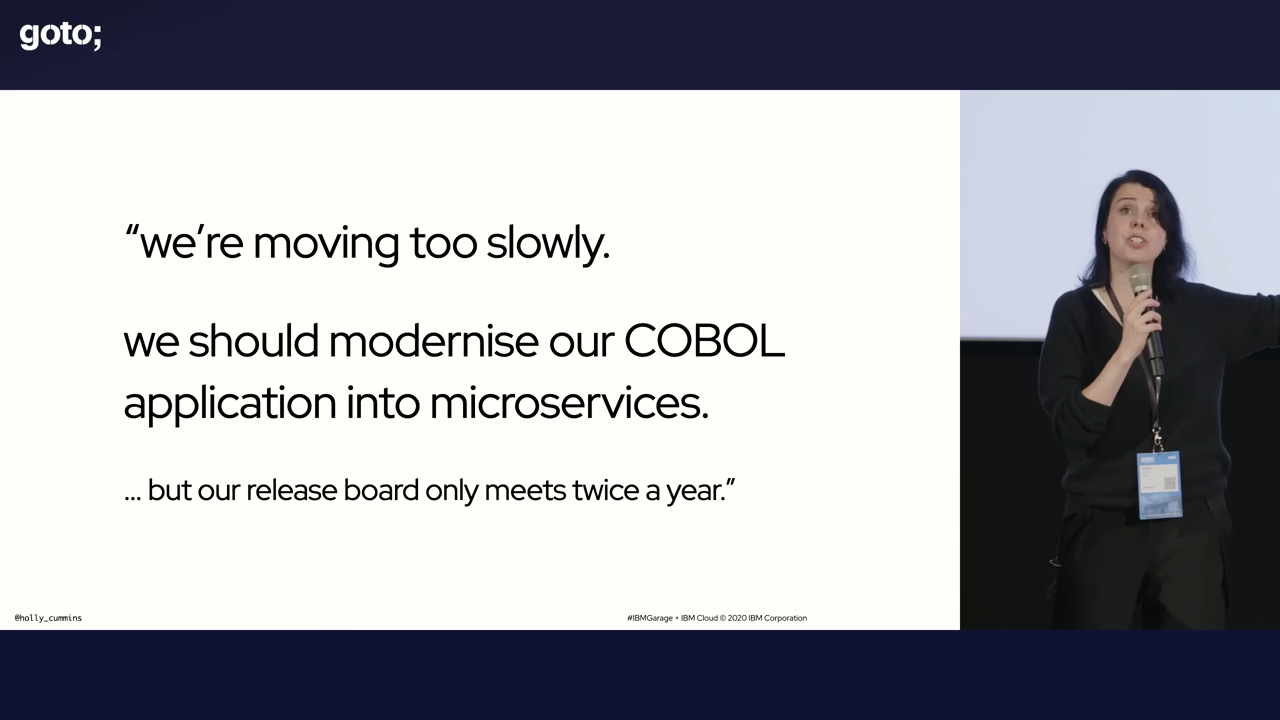 goto;
“we’re moving too slowly.
we should modernise our COBOL
application into microservices.
... but our release board only meets twice a year.”
@holly_cummins
#IBMGarage + IBM Cloud © 2020 IBM Corporation